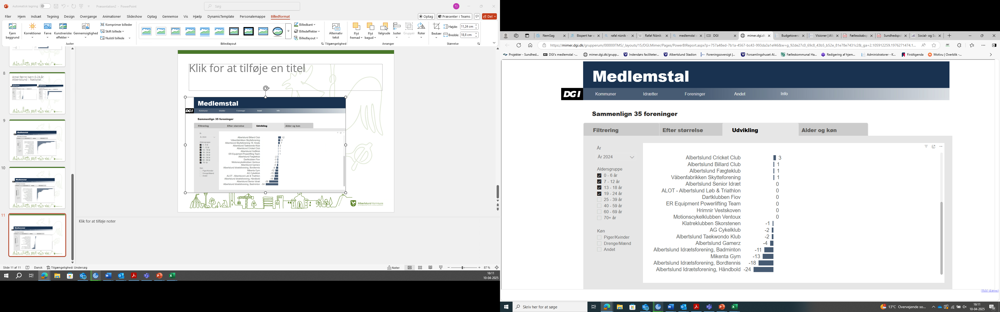 Automatisk lagring
Præsentation2 - PowerPoint
Søg
TJ
Filer Hjem Indsæt Tegning Design Overgange Animationer Slideshow Optag Gennemse Vis Hjælp DynamicTemplate Personalemappe Billedformat
Optag Præsenter i Teams Del
Fjern baggrund
Korrektioner
Farve
Kunstneriske effekter
Gennemsigtighed
Komprimer billeder
Skift billede
Nulstil billede
Juster
Billedlayout
Billedkant
Billedeffekter
Billedlayout
Alternativ tekst
Tilgængelighed
Flyt fremad
Flyt bagud
Valgrude
Juster
Gruppér
Roter
Arranger
Beskær
Højde: 11,24 cm
Bredde: 18,8 cm
Størrelse
8
Antal færre børn 0-24 år
Albertslund – National
9
10
11
Klik for at tilføje en titel
Medlemstal
DGI
Kommuner Idrætter Foreninger Andet Info
Sammenlign 35 foreninger
Filtrering Efter størrelse Udvikling Alder og køn
År
År 2024
Aldersgruppe
0 - 6 år
7 - 12 år
13 - 18 år
19 - 24 år
25 - 39 år
40 - 59 år
60 - 69 år
70+ år
Køn
Piger/Kvinder
Drenge/Mænd
Andet
Albertslund Billard Club 12
Våbenfabrikken Skytteforening 9
Albertslund Skytteforening 19. Kreds 7
Albertslund Taekwondo Klub 2
Albertslund Cricket Club 1
Albertslund Golfklub 1
ER Equipment Powerlifting Team 1
Albertslund Fægteklub -2
Dartklubben Fiov -3
Motionscykelklubben Ventoux -3
Albertslund Gamerz
Albertslund Idrætsforening, Bordtennis
Mikenta Gym -12
AG Cykelklub -15
ALOT - Albertslund Løb & Triathlon -15
Albertslund Idrætsforening, Håndbold -18
Albertslund Senior Idræt -39
Albertslund Idrætsforening, Badminton -54
Albertslund Kommune
Klik for at tilføje noter
Slide 11 af 11 Dansk Tilgængelighed: Undersøg
Noter
87 %
16:11
10-04-2025
NemSag
Ekspert har o
rafal niznik -
Rafał Niźnik
medlemstal d
DGI
mimer.dgi.dk
Budgetoversi
Visioner | Alb
Fællesskabsp
Sundhedspol
Social- og Su
https://mimer.dgi.dk/grupperum/00000ITMS/_layouts/15/DGI.Mimer/Pages/PowerBIReport.aspx?p=757a48ed-7b1a-4567-bc43-993da3a1ef46&w=g_92de27c0_69c8_43b5_b52e_81e78e7431c2&_ga=2.105912259.1976271474.1...
Projekter - Sundhed...
DGI's medlemstal -...
mimer.dgi.dk/grupp...
Indendørs faciliteter...
Albertslund Stadion
Foreningsoversigt |...
Forsamlingshuset Al...
Fælleskommunal Ha...
Redigering af hjem...
Administratorer - K...
FirstAgenda
Motivu | Overblik -...
Medlemstal
DGI
Kommuner Idrætter Foreninger Andet Info
Sammenlign 35 foreninger
Filtrering Efter størrelse Udvikling Alder og køn
År
År 2024
Aldersgruppe
0 - 6 år
7 - 12 år
13 - 18 år
19 - 24 år
25 - 39 år
40 - 59 år
60 - 69 år
70+ år
Køn
Piger/Kvinder
Drenge/Mænd
Andet
Albertslund Cricket Club 3
Albertslund Billard Club 1
Albertslund Fægteklub 1
Våbenfabrikken Skytteforening 1
Albertslund Senior Idræt 0
ALOT - Albertslund Løb & Triathlon 0
Dartklubben Fiov 0
ER Equipment Powerlifting Team 0
Hrimnir Vestskoven 0
Motionscykelklubben Ventoux 0
Klatreklubben Skorstenen -1
AG Cykelklub -2
Albertslund Taekwondo Klub -2
Albertslund Gamerz -4
Albertslund Idrætsforening, Badminton -11
Mikenta Gym -13
Albertslund Idrætsforening, Bordtennis -18
Albertslund Idrætsforening, Håndbold -24
(fuld skærm)
Skriv her for at søge
13°C Overvejende so...
16:11
10-04-2025
19